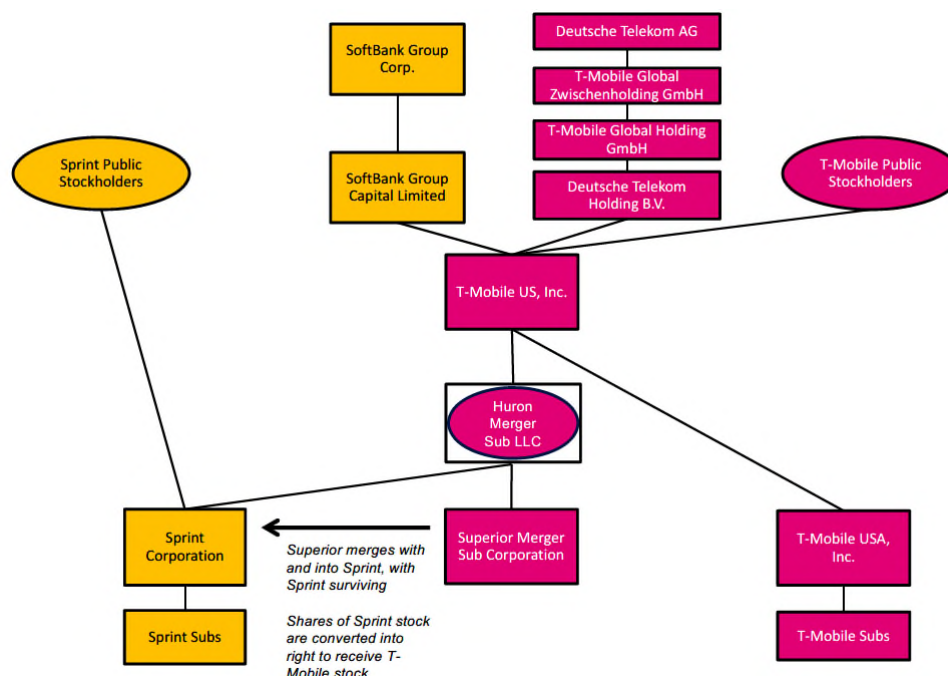 Deutsche Telekom AG
SoftBank Group
Corp.
T-Mobile Global
Zwischenholding GmbH
T-Mobile Global Holding
GmbH
Sprint Public
Stockholders
SoftBank Group
Capital Limited
Deutsche Telekom
Holding B.V.
T-Mobile Public
Stockholders
T-Mobile US, Inc.
Huron
Merger
Sub LLC
Sprint
Corporation
Superior merges with
and into Sprint, with
Sprint surviving
Shares of Sprint stock
are converted into
right to receive T-
Mobile stock
Superior Merger
Sub Corporation
T-Mobile USA,
Inc.
Sprint Subs
T-Mobile Subs